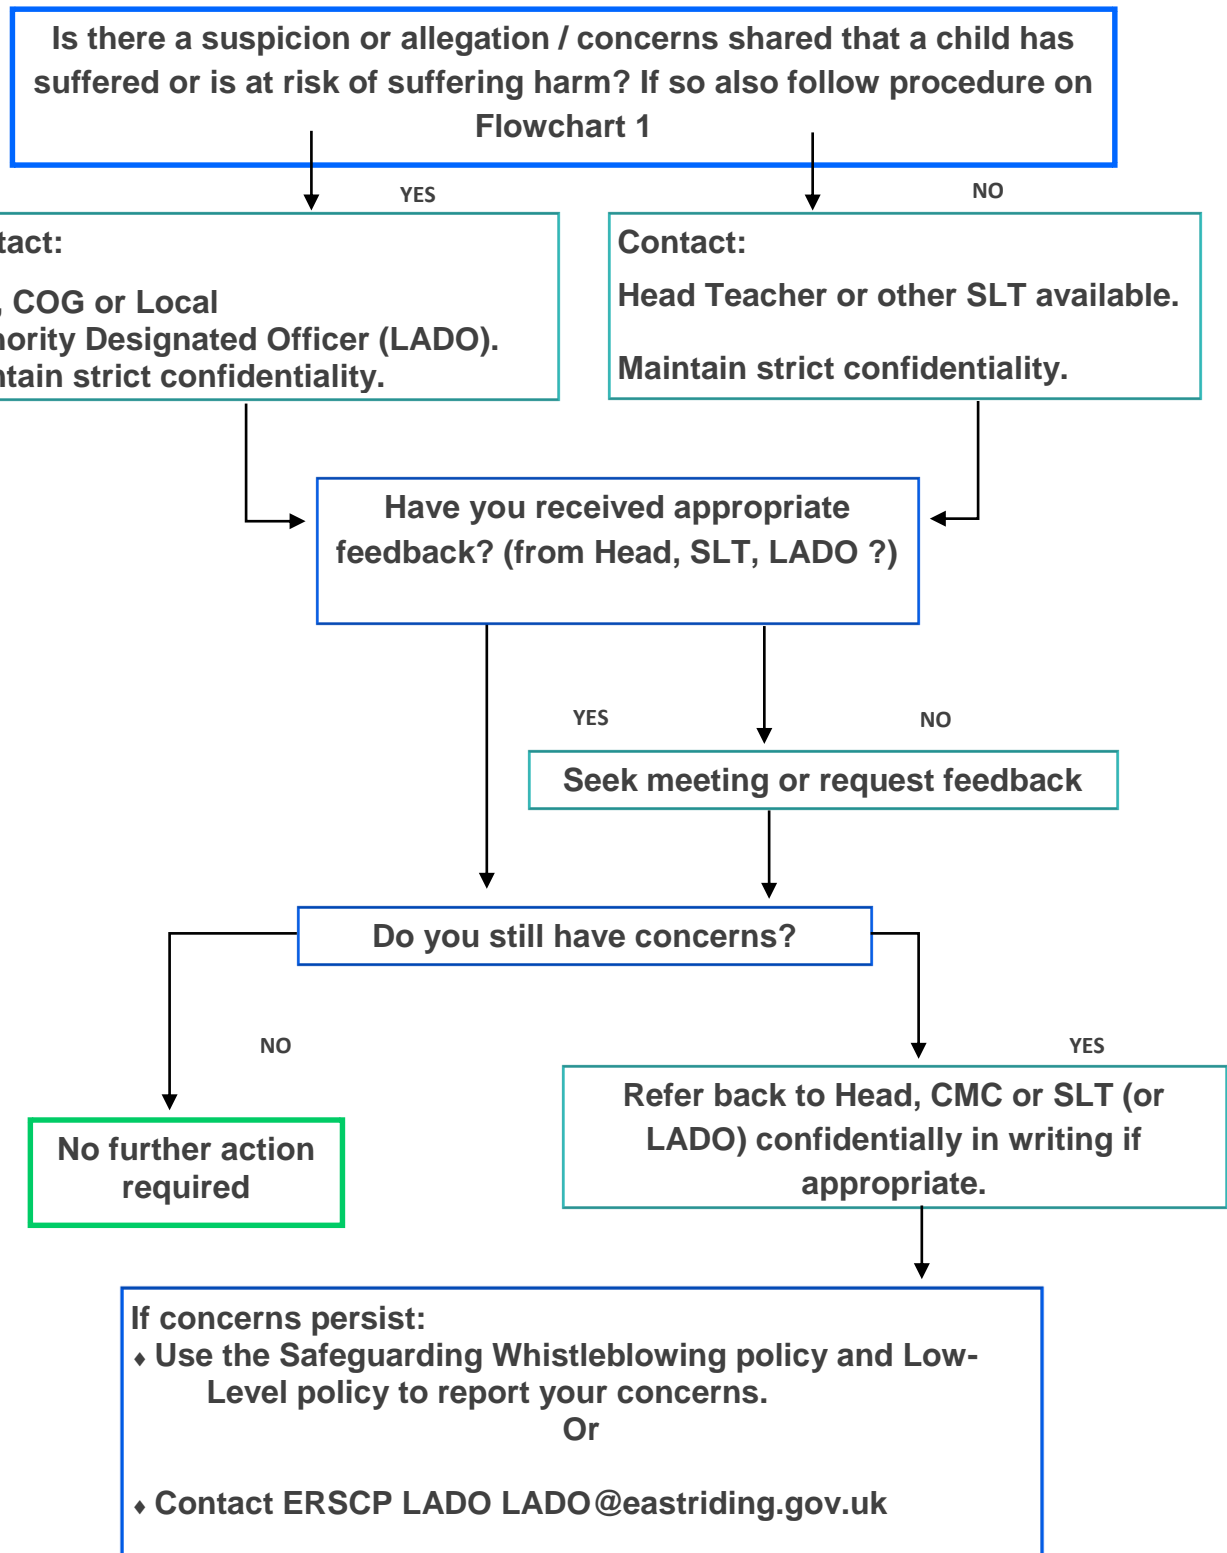 Is there a suspicion or allegation / concerns shared that a child has
suffered or is at risk of suffering harm? If so also follow procedure on
Flowchart 1
YES
NO
tact:
, COG or Local
ority Designated Officer (LADO).
ntain strict confidentiality.
Contact:
Head Teacher or other SLT available.
Maintain strict confidentiality.
Have you received appropriate
feedback? (from Head, SLT, LADO ?)
YES
NO
Seek meeting or request feedback
Do you still have concerns?
NO
YES
No further action
required
Refer back to Head, CMC or SLT (or
LADO) confidentially in writing if
appropriate.
If concerns persist:
♦ Use the Safeguarding Whistleblowing policy and Low-
Level policy to report your concerns.
Or
♦ Contact ERSCP LADO LADO@eastriding.gov.uk